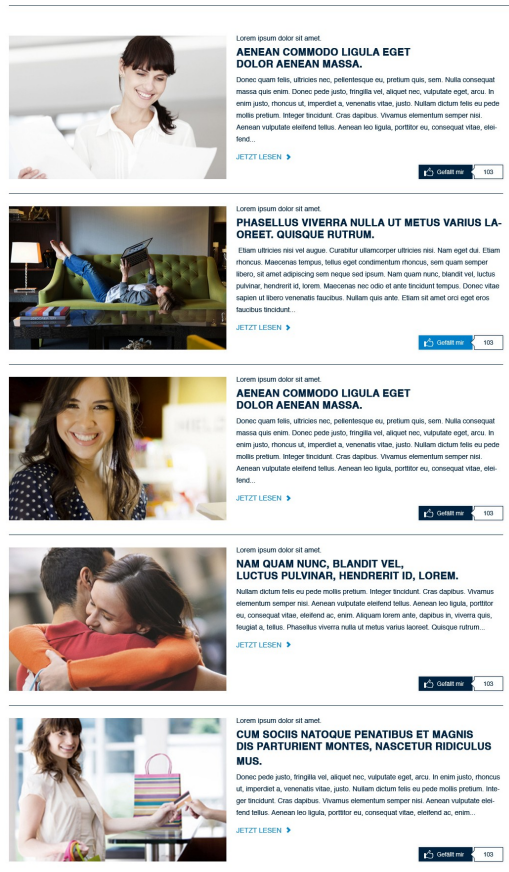 Lorem ipsum dolor sit amet.
AENEAN COMMODO LIGULA EGET
DOLOR AENEAN MASSA.
Donec quam felis, ultricies nec, pellentesque eu, pretium quis, sem. Nulla consequat
massa quis enim. Donec pede justo, fringilla vel, aliquet nec, vulputate eget, arcu. In
enim justo, rhoncus ut, imperdiet a, venenatis vitae, justo. Nullam dictum felis eu pede
mollis pretium. Integer tincidunt. Cras dapibus. Vivamus elementum semper nisi.
Aenean vulputate eleifend tellus. Aenean leo ligula, porttitor eu, consequat vitae, elei-
fend...
JETZT LESEN
Gefällt mir 103
Lorem ipsum dolor sit amet.
PHASELLUS VIVERRA NULLA UT METUS VARIUS LA-
OREET. QUISQUE RUTRUM.
Etiam ultricies nisi vel augue. Curabitur ullamcorper ultricies nisi. Nam eget dui. Etiam
rhoncus. Maecenas tempus, tellus eget condimentum rhoncus, sem quam semper
libero, sit amet adipiscing sem neque sed ipsum. Nam quam nunc, blandit vel, luctus
pulvinar, hendrerit id, lorem. Maecenas nec odio et ante tincidunt tempus. Donec vitae
sapien ut libero venenatis faucibus. Nullam quis ante. Etiam sit amet orci eget eros
faucibus tincidunt...
JETZT LESEN
Gefällt mir 103
Lorem ipsum dolor sit amet.
AENEAN COMMODO LIGULA EGET
DOLOR AENEAN MASSA.
Donec quam felis, ultricies nec, pellentesque eu, pretium quis, sem. Nulla consequat
massa quis enim. Donec pede justo, fringilla vel, aliquet nec, vulputate eget, arcu. In
enim justo, rhoncus ut, imperdiet a, venenatis vitae, justo. Nullam dictum felis eu pede
mollis pretium. Integer tincidunt. Cras dapibus. Vivamus elementum semper nisi.
Aenean vulputate eleifend tellus. Aenean leo ligula, porttitor eu, consequat vitae, elei-
fend...
JETZT LESEN
Gefällt mir 103
Lorem ipsum dolor sit amet.
NAM QUAM NUNC, BLANDIT VEL,
LUCTUS PULVINAR, HENDRERIT ID, LOREM.
Nullam dictum felis eu pede mollis pretium. Integer tincidunt. Cras dapibus. Vivamus
elementum semper nisi. Aenean vulputate eleifend tellus. Aenean leo ligula, porttitor
eu, consequat vitae, eleifend ac, enim. Aliquam lorem ante, dapibus in, viverra quis,
feugiat a, tellus. Phasellus viverra nulla ut metus varius laoreet. Quisque rutrum...
JETZT LESEN
Gefällt mir 103
Lorem ipsum dolor sit amet.
CUM SOCIIS NATOQUE PENATIBUS ET MAGNIS
DIS PARTURIENT MONTES, NASCETUR RIDICULUS
MUS.
Donec pede justo, fringilla vel, aliquet nec, vulputate eget, arcu. In enim justo, rhoncus
ut, imperdiet a, venenatis vitae, justo. Nullam dictum felis eu pede mollis pretium. Inte-
ger tincidunt. Cras dapibus. Vivamus elementum semper nisi. Aenean vulputate elei-
fend tellus. Aenean leo ligula, porttitor eu, consequat vitae, eleifend ac, enim...
JETZT LESEN
Gefällt mir 103